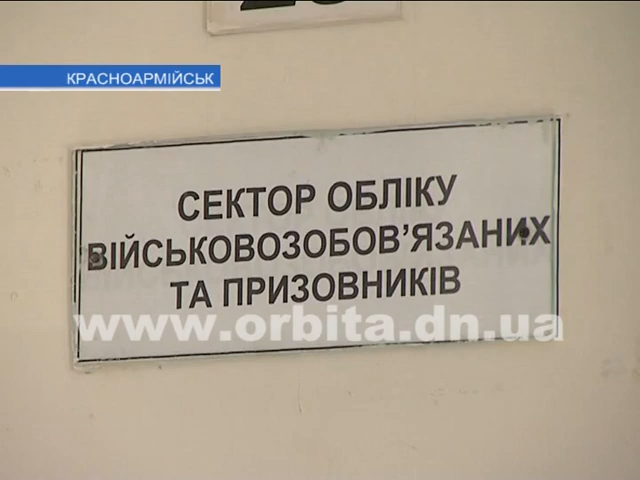 КРАСНОАРМІЙСЬК
СЕКТОР ОБЛІКУ
ВІЙСЬКОВОЗОБОВ'ЯЗАНИХ
ТА ПРИЗОВНИКІВ
www.orbita.dn.ua